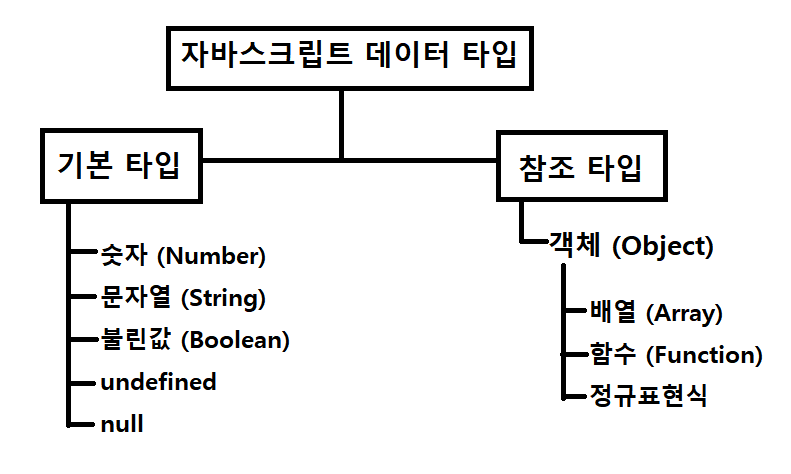 자바스크립트 데이터 타입
기본 타입
숫자 (Number)
문자열 (String)
불린값 (Boolean)
undefined
null
참조 타입
객체 (Object)
배열 (Array)
함수 (Function)
정규표현식